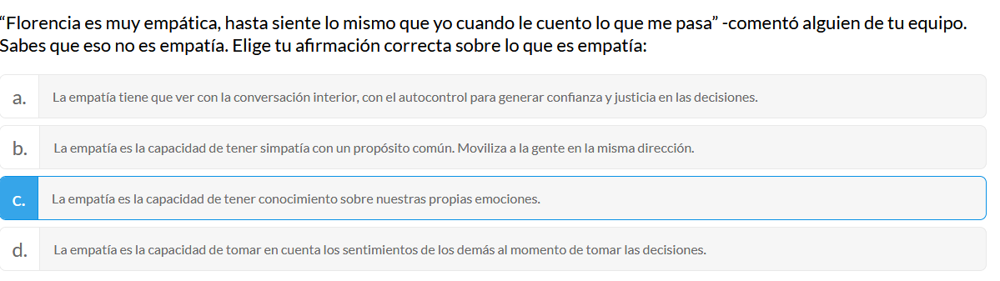 “Florencia es muy empática, hasta siente lo mismo que yo cuando le cuento lo que me pasa” -comentó alguien de tu equipo.
Sabes que eso no es empatía. Elige tu afirmación correcta sobre lo que es empatía:
a. La empatía tiene que ver con la conversación interior, con el autocontrol para generar confianza y justicia en las decisiones.
b. La empatía es la capacidad de tener simpatía con un propósito común. Moviliza a la gente en la misma dirección.
c. La empatía es la capacidad de tener conocimiento sobre nuestras propias emociones.
d. La empatía es la capacidad de tomar en cuenta los sentimientos de los demás al momento de tomar las decisiones.